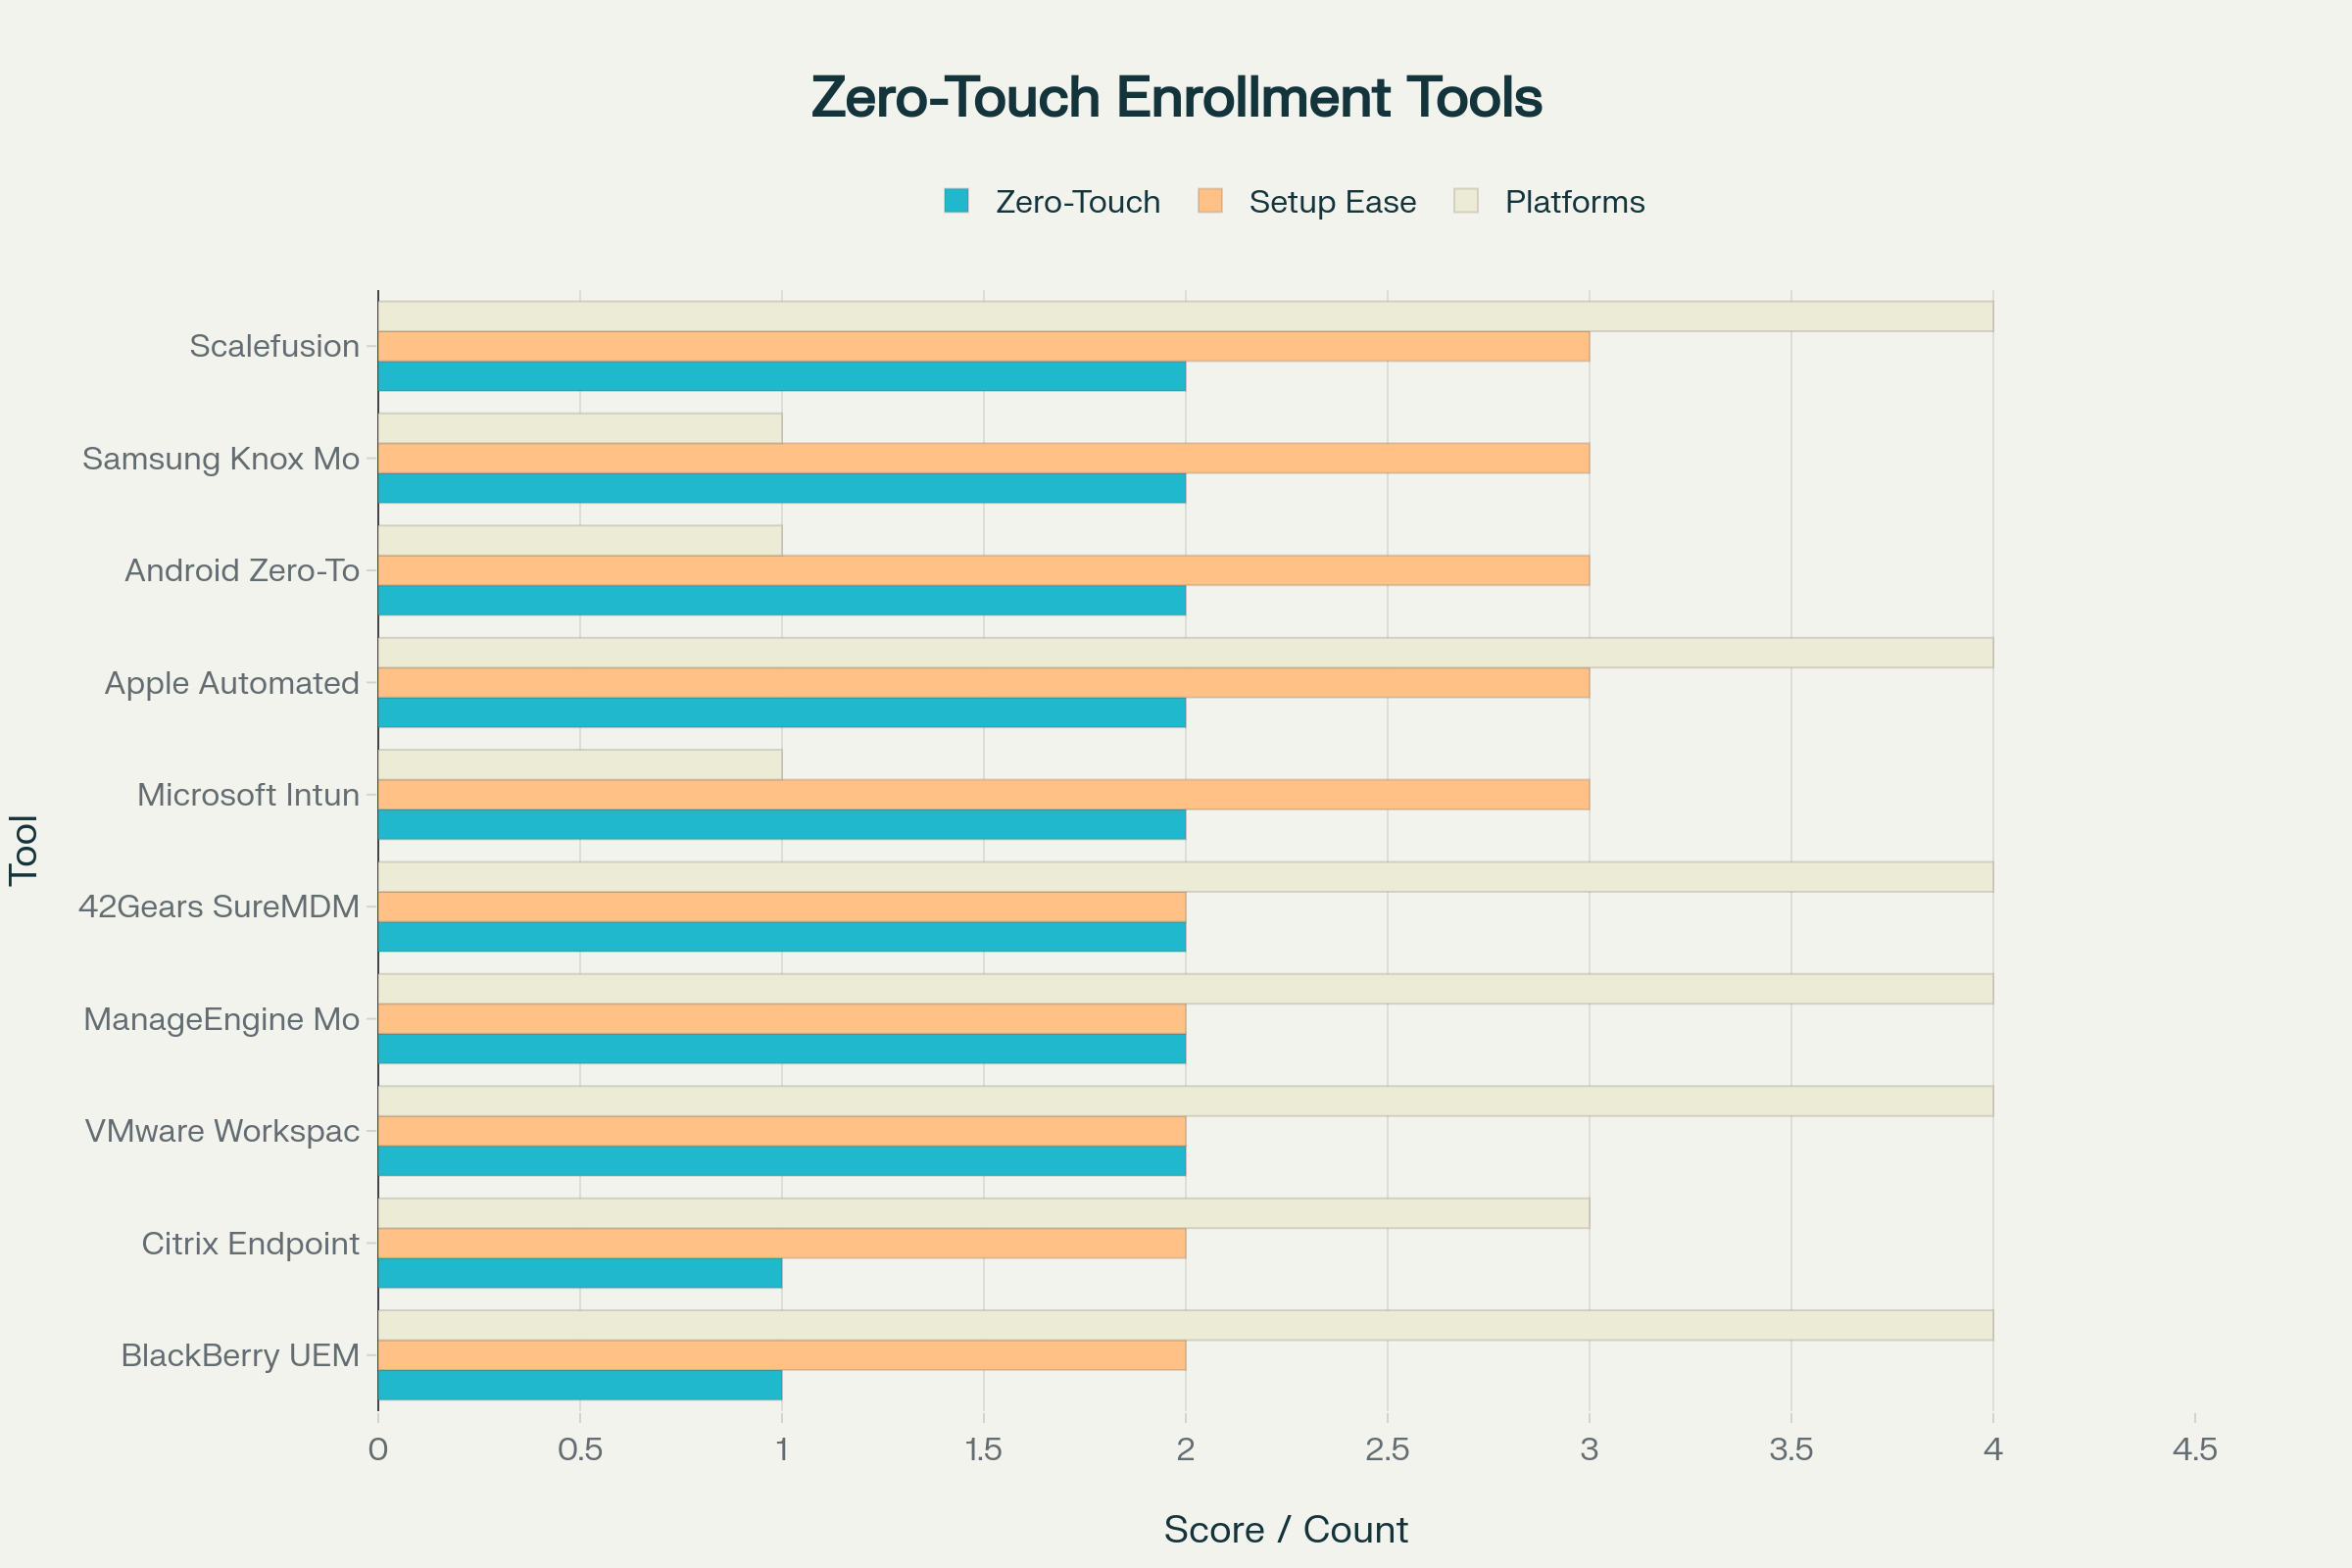 Zero-Touch Enrollment Tools
Zero-Touch Setup Ease Platforms
Scalefusion
Samsung Knox Mo
Android Zero-To
Apple Automated
Microsoft Intun
42Gears SureMDM
ManageEngine Mo
VMware Workspac
Citrix Endpoint
BlackBerry UEM
Tool
0 0.5 1 1.5 2 2.5 3 3.5 4 4.5
Score / Count